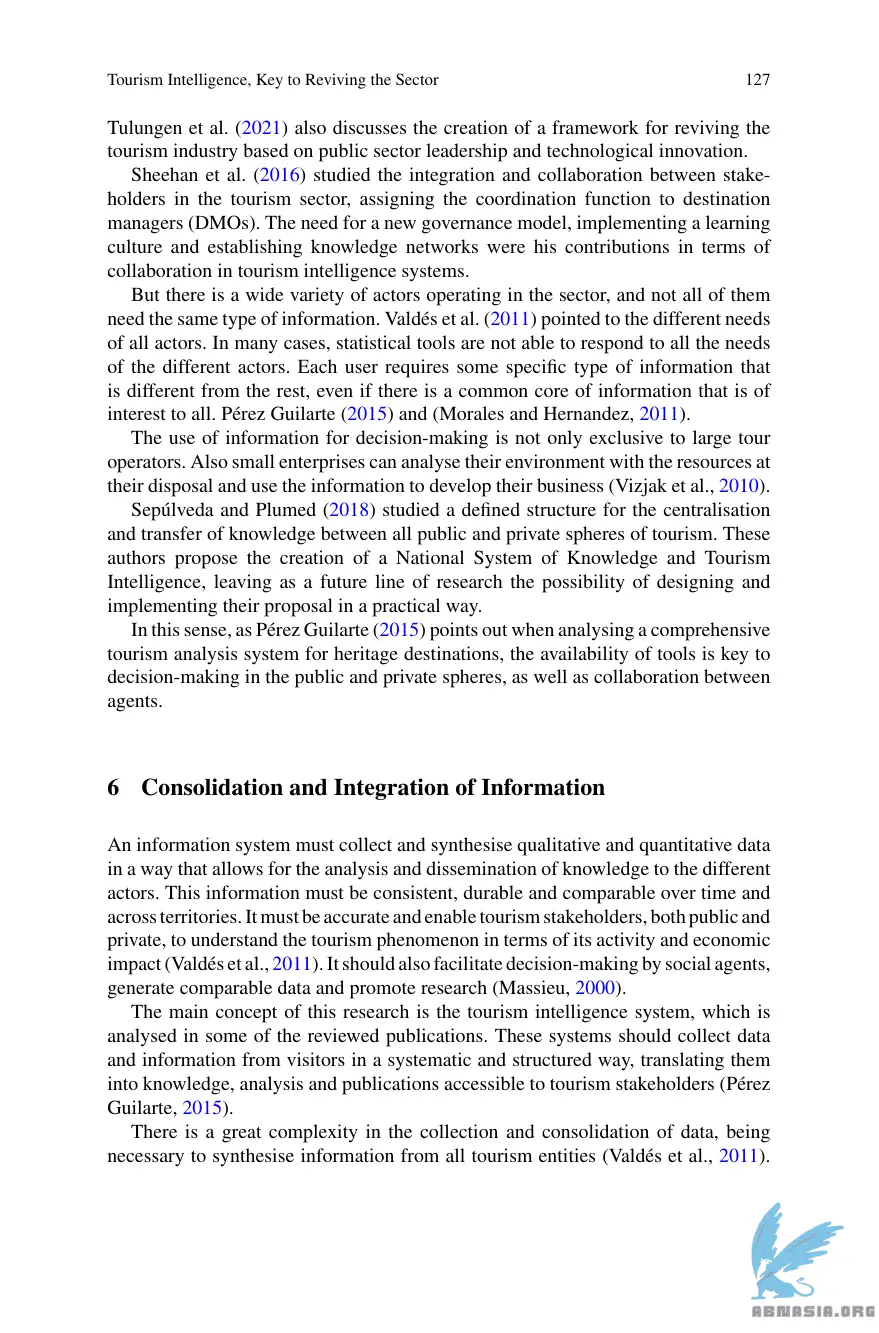 Tourism Intelligence, Key to Reviving the Sector 127
Tulungen et al. (2021) also discusses the creation of a framework for reviving the
tourism industry based on public sector leadership and technological innovation.
Sheehan et al. (2016) studied the integration and collaboration between stake-
holders in the tourism sector, assigning the coordination function to destination
managers (DMOs). The need for a new governance model, implementing a learning
culture and establishing knowledge networks were his contributions in terms of
collaboration in tourism intelligence systems.
But there is a wide variety of actors operating in the sector, and not all of them
need the same type of information. Valdés et al. (2011) pointed to the different needs
of all actors. In many cases, statistical tools are not able to respond to all the needs
of the different actors. Each user requires some specific type of information that
is different from the rest, even if there is a common core of information that is of
interest to all. Pérez Guilarte (2015) and (Morales and Hernandez, 2011).
The use of information for decision-making is not only exclusive to large tour
operators. Also small enterprises can analyse their environment with the resources at
their disposal and use the information to develop their business (Vizjak et al., 2010).
Sepúlveda and Plumed (2018) studied a defined structure for the centralisation
and transfer of knowledge between all public and private spheres of tourism. These
authors propose the creation of a National System of Knowledge and Tourism
Intelligence, leaving as a future line of research the possibility of designing and
implementing their proposal in a practical way.
In this sense, as Pérez Guilarte (2015) points out when analysing a comprehensive
tourism analysis system for heritage destinations, the availability of tools is key to
decision-making in the public and private spheres, as well as collaboration between
agents.
6 Consolidation and Integration of Information
An information system must collect and synthesise qualitative and quantitative data
in a way that allows for the analysis and dissemination of knowledge to the different
actors. This information must be consistent, durable and comparable over time and
across territories. It must be accurate and enable tourism stakeholders, both public and
private, to understand the tourism phenomenon in terms of its activity and economic
impact (Valdés et al., 2011). It should also facilitate decision-making by social agents,
generate comparable data and promote research (Massieu, 2000).
The main concept of this research is the tourism intelligence system, which is
analysed in some of the reviewed publications. These systems should collect data
and information from visitors in a systematic and structured way, translating them
into knowledge, analysis and publications accessible to tourism stakeholders (Pérez
Guilarte, 2015).
There is a great complexity in the collection and consolidation of data, being
necessary to synthesise information from all tourism entities (Valdés et al., 2011).
ABNASIA.ORG